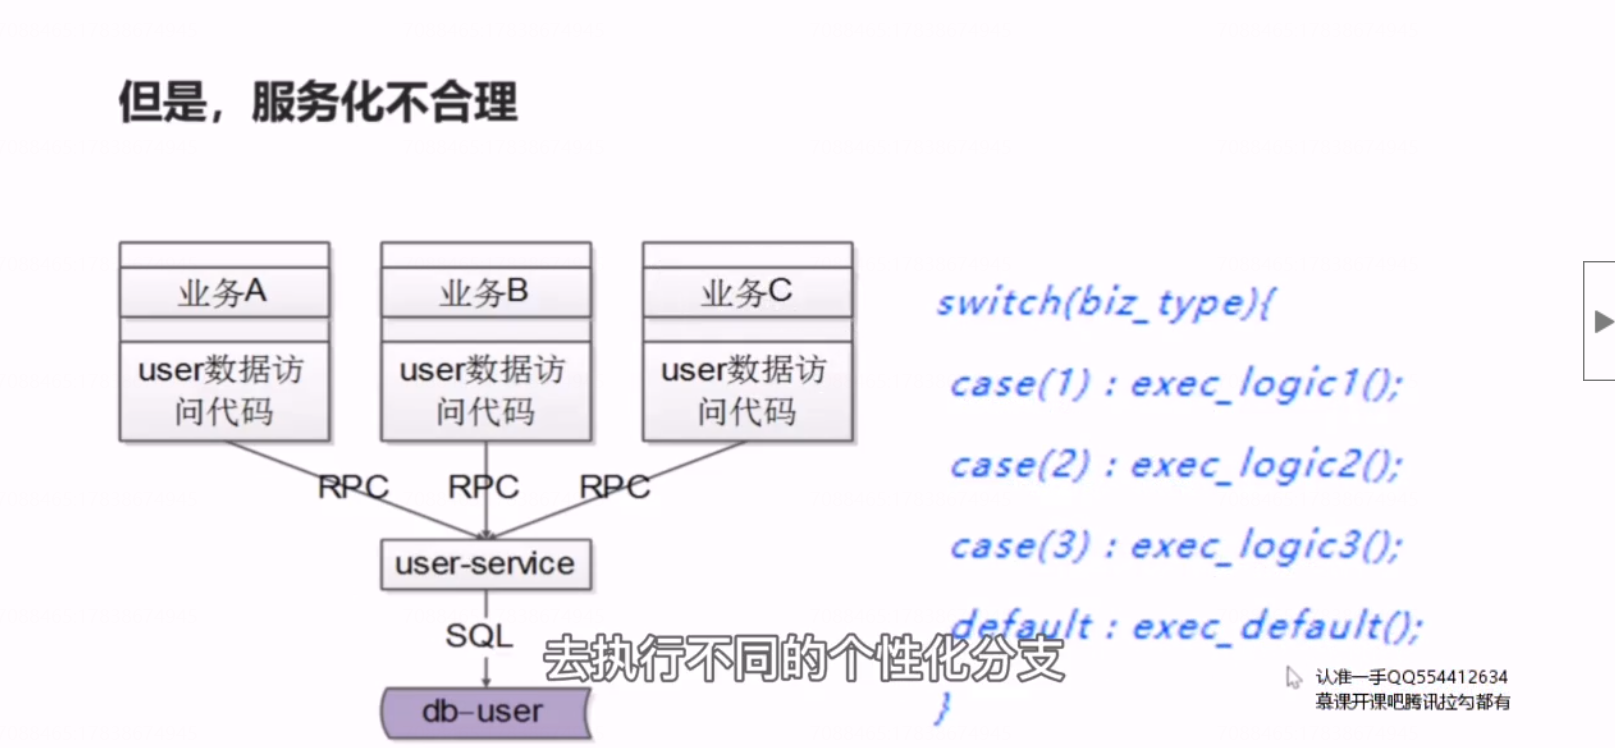 但是，服务化不合理
业务A
业务B
业务C
user数据访
问代码
user数据访
问代码
user数据访
问代码
RPC
RPC
RPC
user-service
SQL
db-user
switch(biz_type){
case(1) : exec_logic1();
case(2) : exec_logic2();
case(3) : exec_logic3();
default : exec_default();
}
去执行不同的个性化分支
认准一手QQ554412634
慕课开课吧腾讯拉勾都有